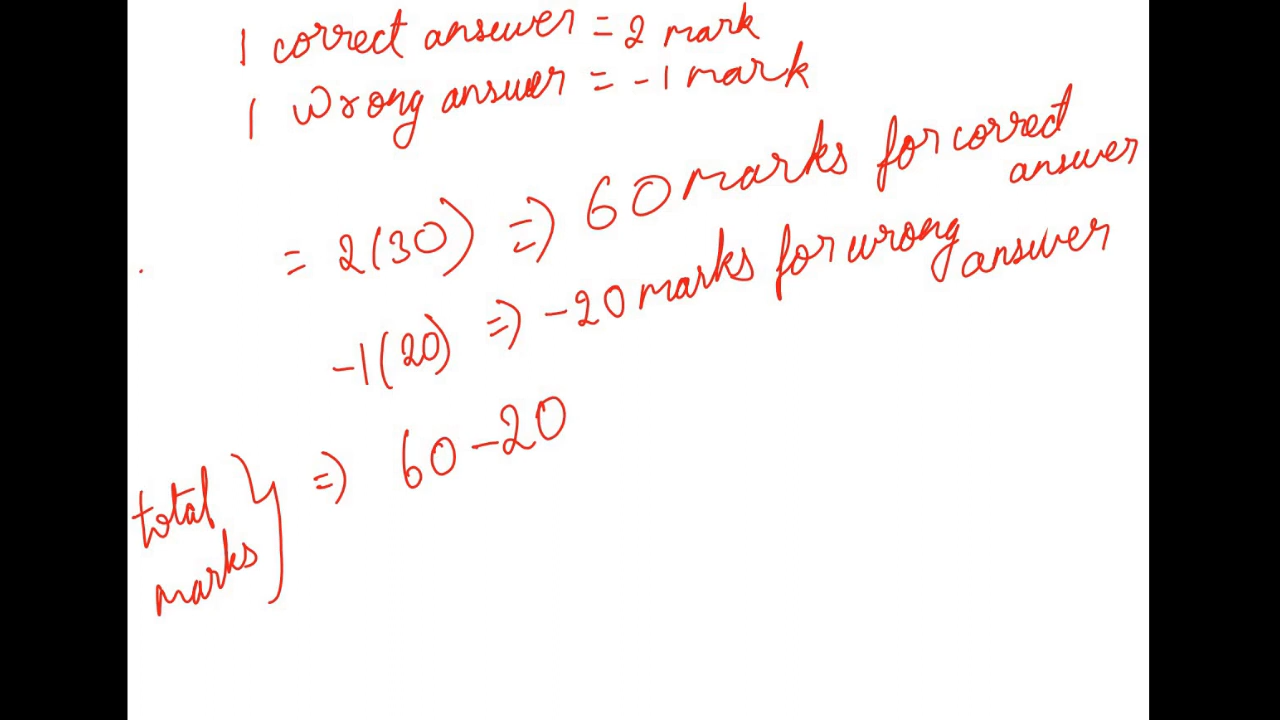 1 correct answer = 2 mark
1 wrong answer = -1 mark
= 2(30) ⇒ 60 marks for correct
answer
-1(20) ⇒ -20 marks for wrong
answer
total
marks } ⇒ 60 - 20